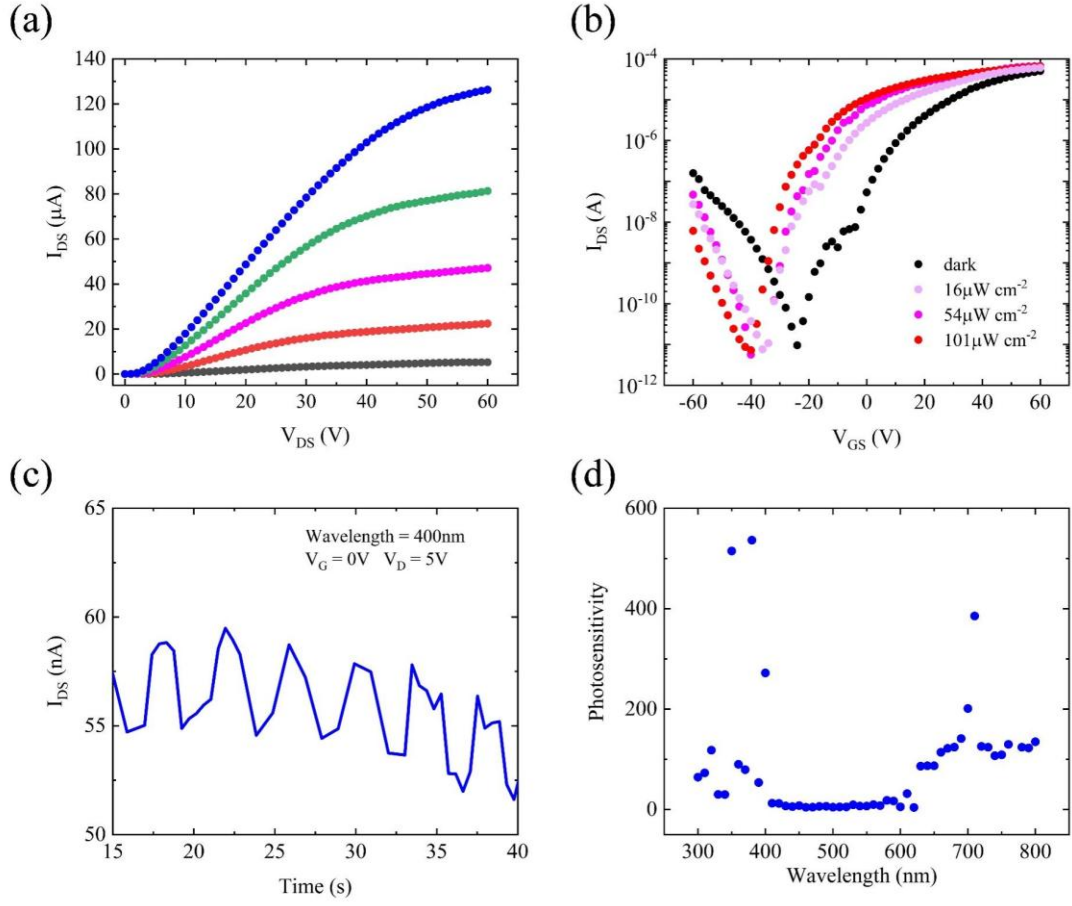 (a)
140
120
100
80
60
40
20
0
I_DS (μA)
0 10 20 30 40 50 60
V_DS (V)
(b)
10⁻⁴
10⁻⁶
10⁻⁸
10⁻¹⁰
10⁻¹²
I_DS (A)
dark
16μW cm⁻²
54μW cm⁻²
101μW cm⁻²
-60 -40 -20 0 20 40 60
V_GS (V)
(c)
65
60
55
50
I_DS (nA)
Wavelength = 400nm
V_G = 0V V_D = 5V
15 20 25 30 35 40
Time (s)
(d)
600
400
200
0
Photosensitivity
300 400 500 600 700 800
Wavelength (nm)